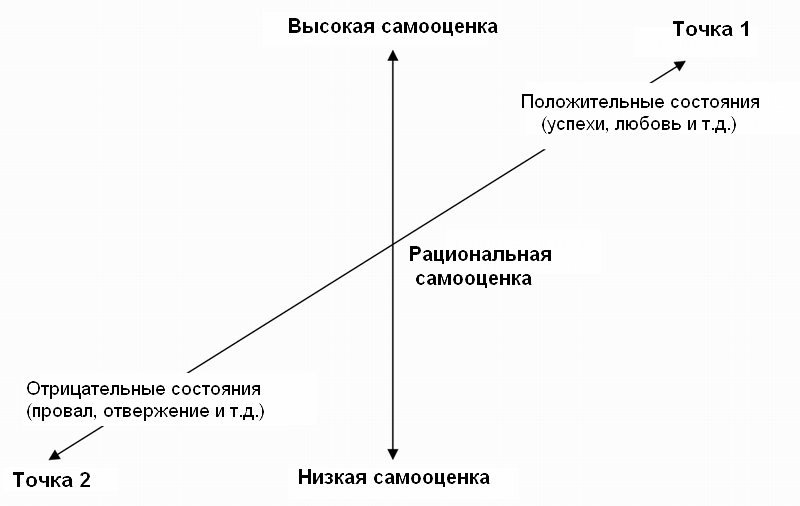 Высокая самооценка
Точка 1
Положительные состояния
(успехи, любовь и т.д.)
Рациональная
самооценка
Отрицательные состояния
(провал, отвержение и т.д.)
Точка 2
Низкая самооценка